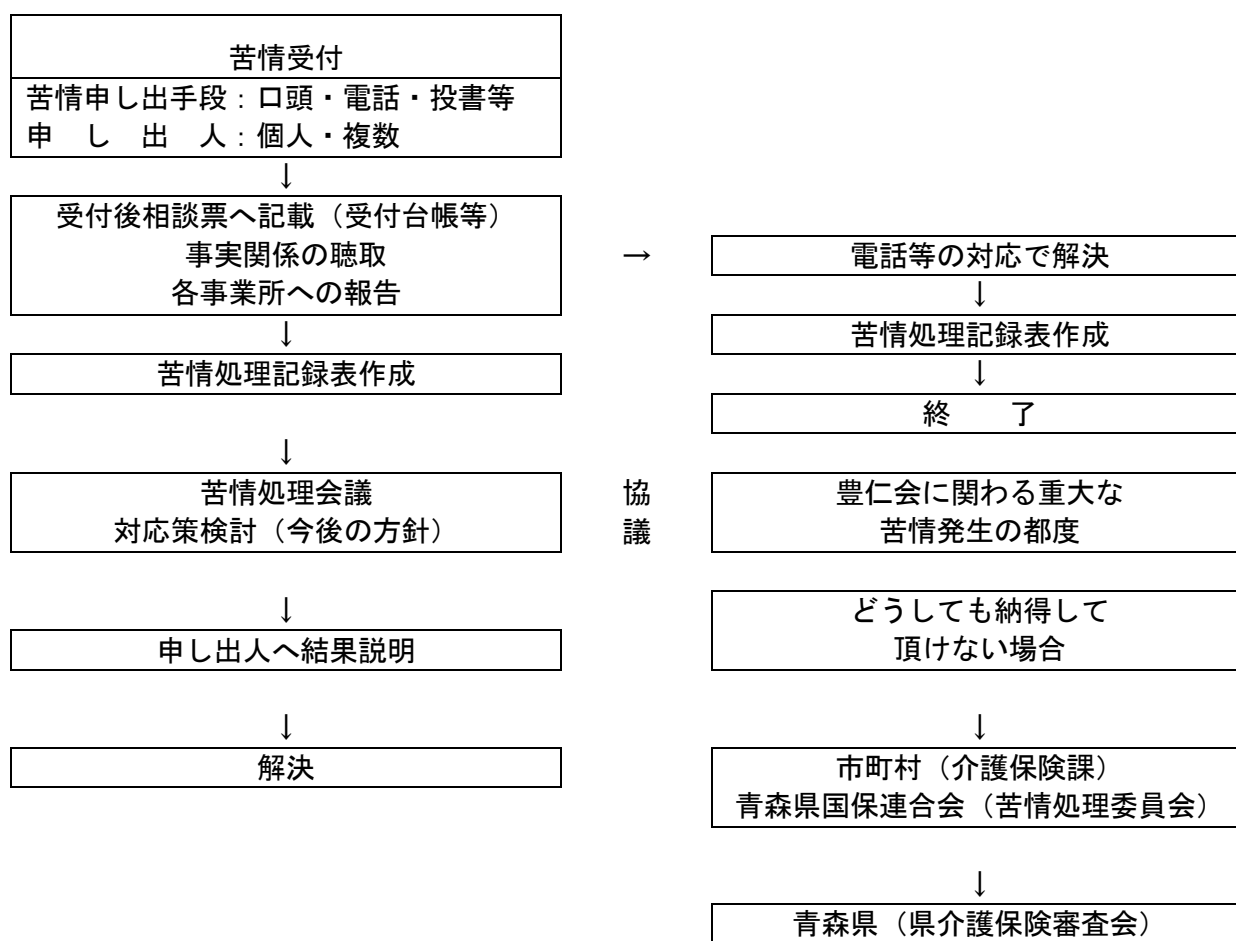 苦情受付
苦情申し出手段：口頭・電話・投書等
申　し　出　人：個人・複数
↓
受付後相談票へ記載（受付台帳等）
事実関係の聴取
各事業所への報告
↓
苦情処理記録表作成
↓
苦情処理会議
対応策検討（今後の方針）
↓
申し出人へ結果説明
↓
解決
→
協
議
電話等の対応で解決
↓
苦情処理記録表作成
↓
終　　了
豊仁会に関わる重大な
苦情発生の都度
どうしても納得して
頂けない場合
↓
市町村（介護保険課）
青森県国保連合会（苦情処理委員会）
↓
青森県（県介護保険審査会）